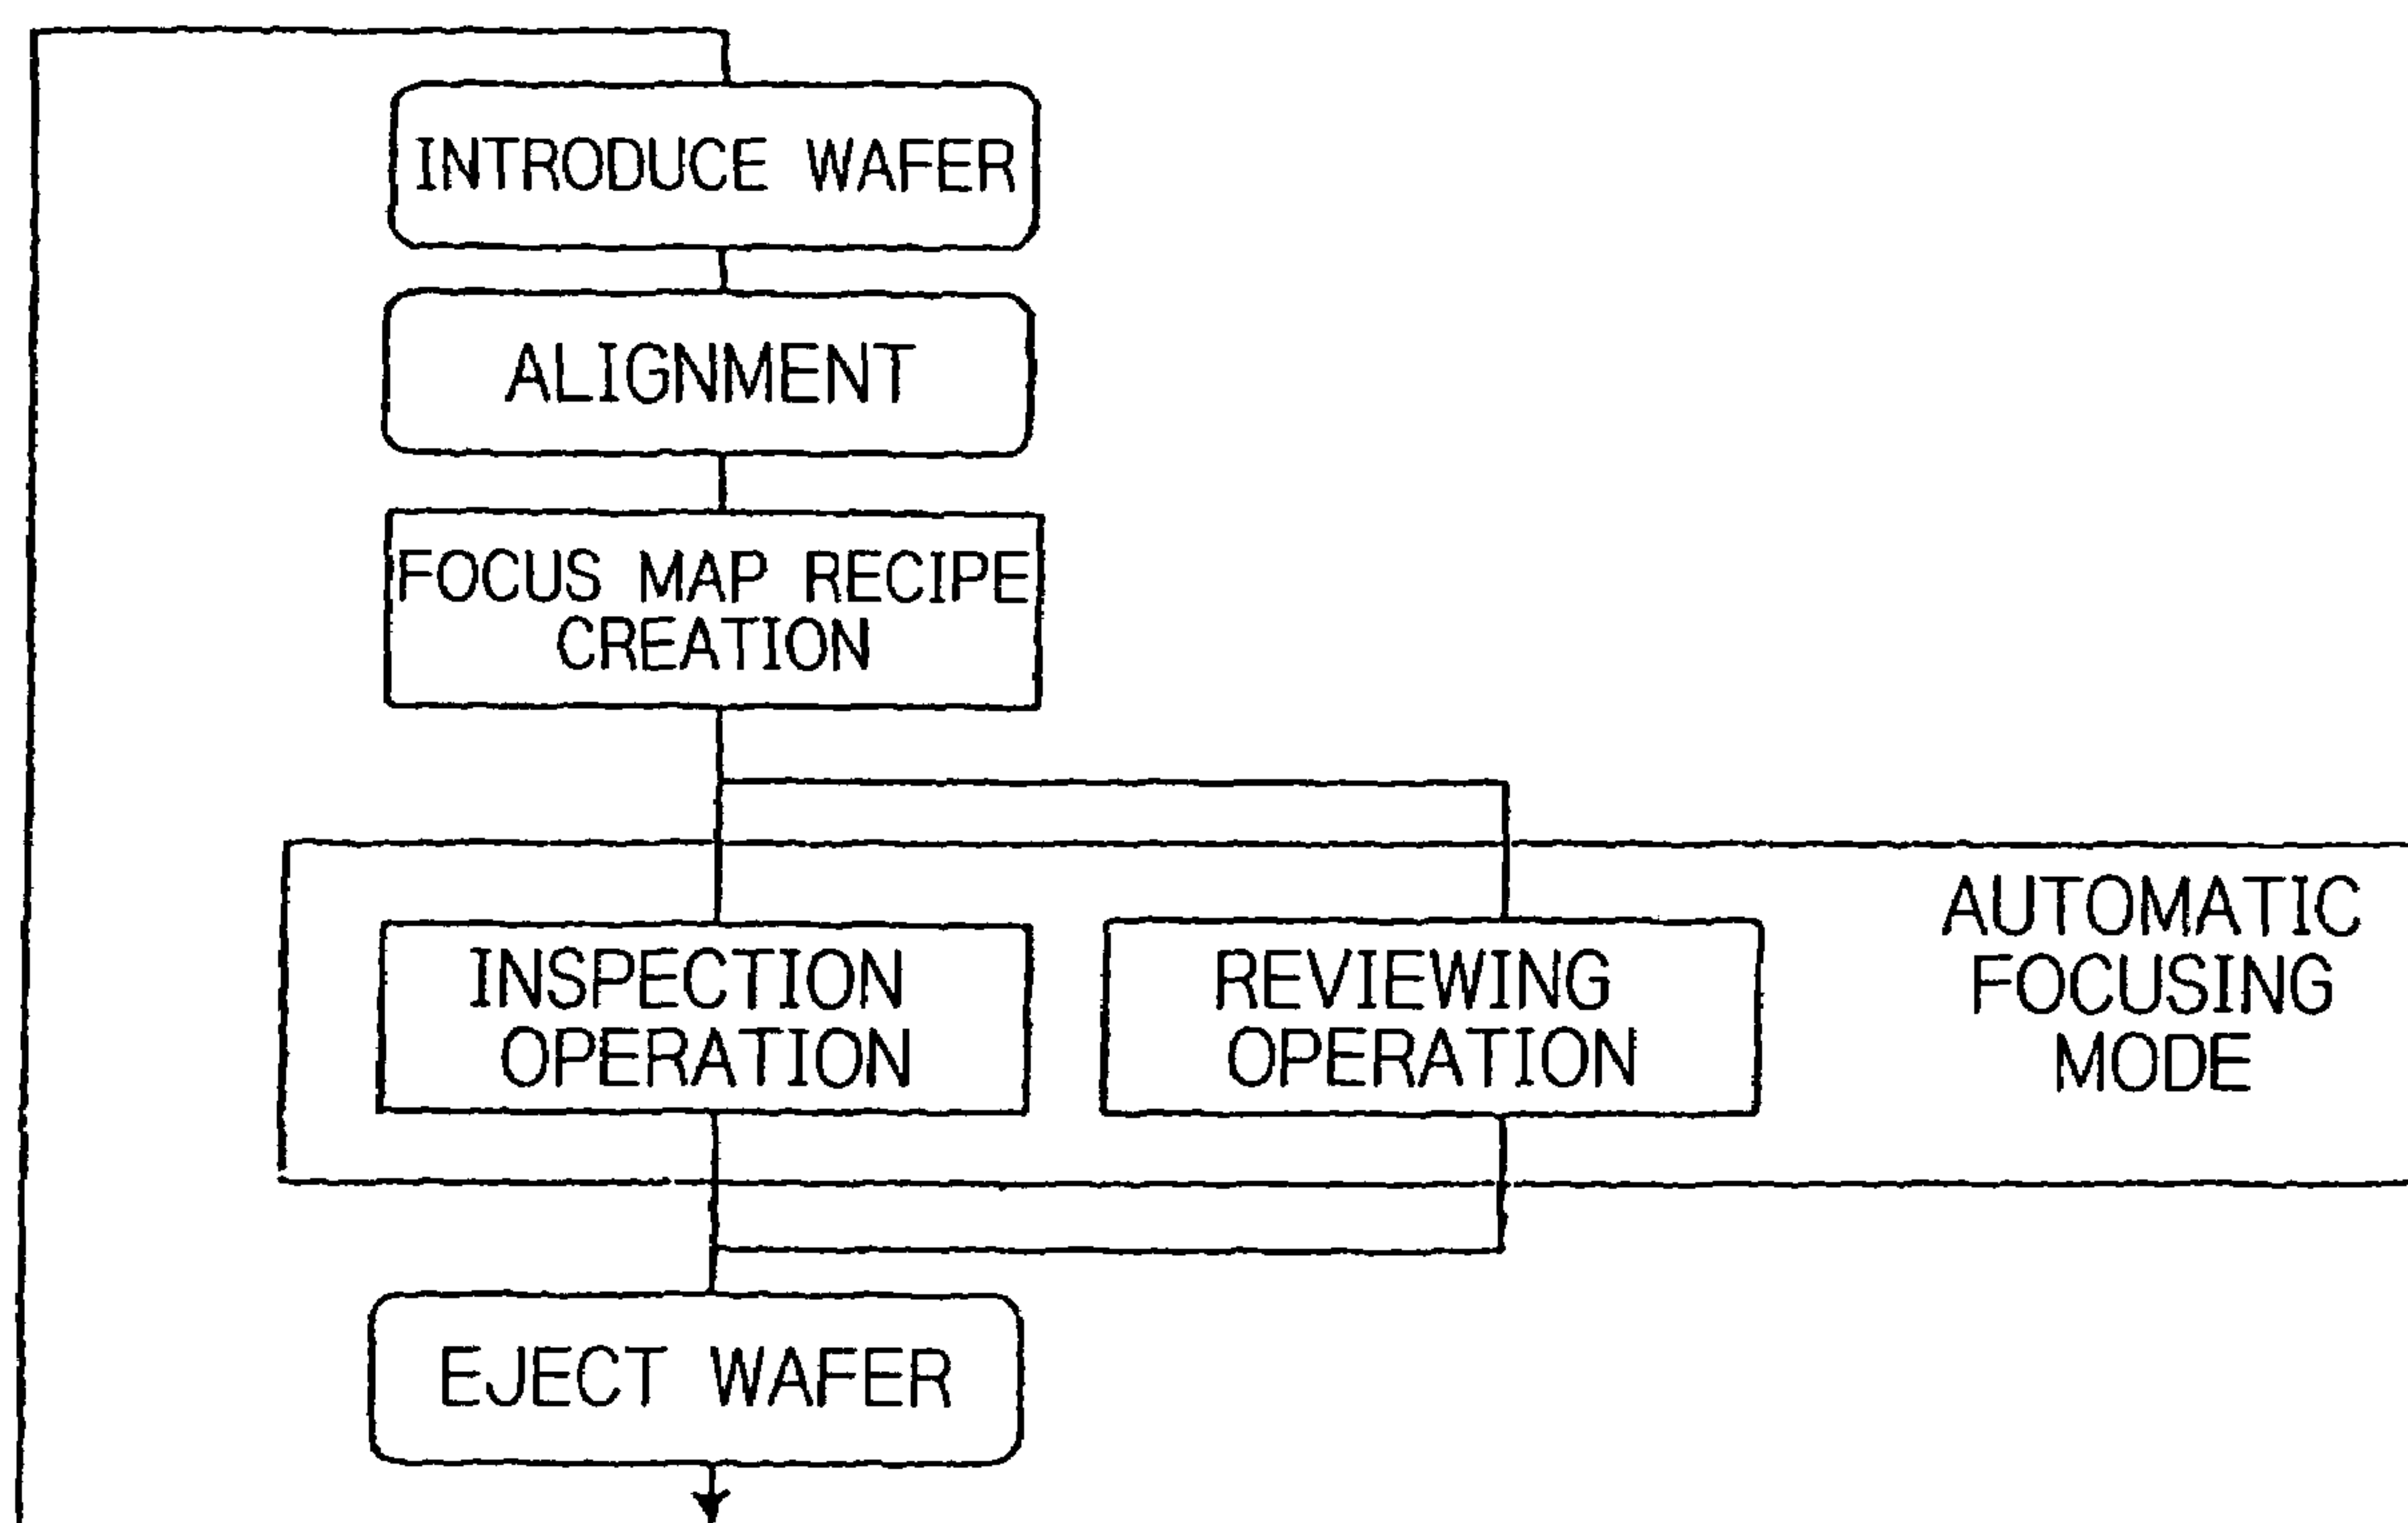 INTRODUCE WAFER
ALIGNMENT
FOCUS MAP RECIPE
CREATION
INSPECTION
OPERATION
REVIEWING
OPERATION
AUTOMATIC
FOCUSING
MODE
EJECT WAFER